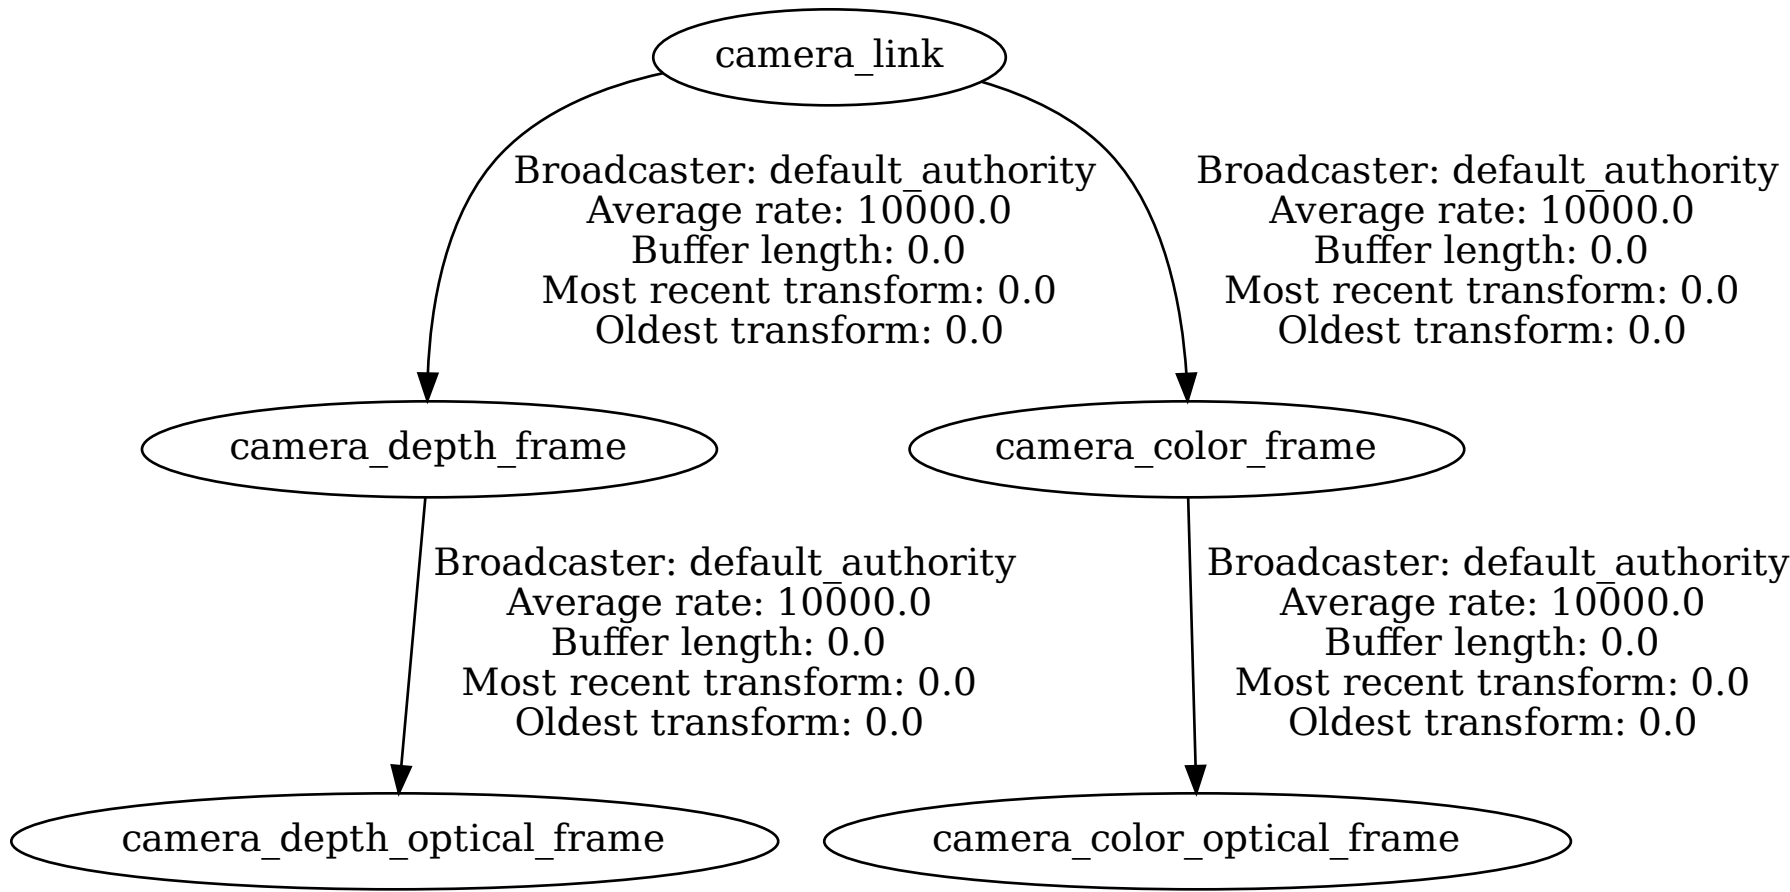 camera_link
Broadcaster: default_authority
Average rate: 10000.0
Buffer length: 0.0
Most recent transform: 0.0
Oldest transform: 0.0
Broadcaster: default_authority
Average rate: 10000.0
Buffer length: 0.0
Most recent transform: 0.0
Oldest transform: 0.0
camera_depth_frame
camera_color_frame
Broadcaster: default_authority
Average rate: 10000.0
Buffer length: 0.0
Most recent transform: 0.0
Oldest transform: 0.0
Broadcaster: default_authority
Average rate: 10000.0
Buffer length: 0.0
Most recent transform: 0.0
Oldest transform: 0.0
camera_depth_optical_frame
camera_color_optical_frame